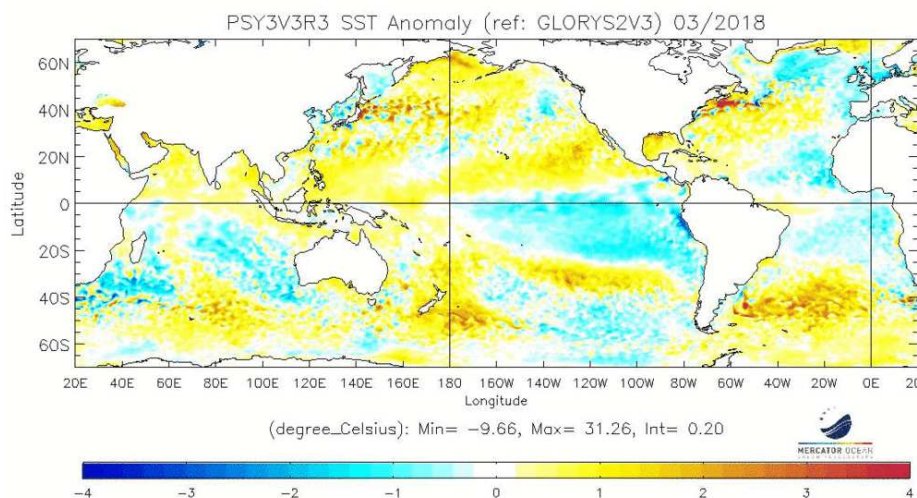 PSY3V3R3 SST Anomaly (ref: GLORYS2V3) 03/2018
60N
40N
20N
0
20S
40S
60S
Latitude
20E 40E 60E 80E 100E 120E 140E 160E 180 160W 140W 120W 100W 80W 60W 40W 20W 0E 20
Longitude
(degree_Celsius): Min= -9.66, Max= 31.26, Int= 0.20
MERCATOR OCEAN
-4 -3 -2 -1 0 1 2 3 4